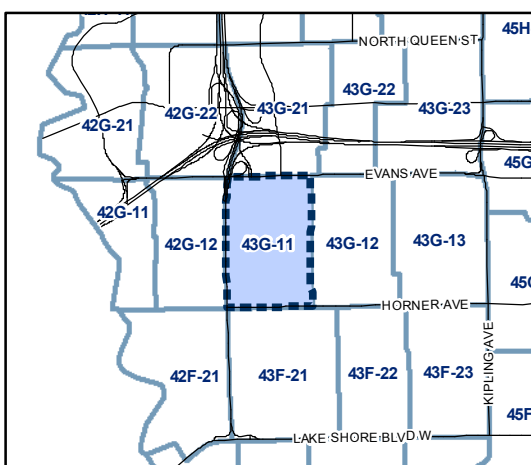 45H
NORTH QUEEN ST
43G-22
42G-22
43G-21
43G-23
42G-21
45G
EVANS AVE
42G-11
42G-12
43G-11
43G-12
43G-13
45G
HORNER AVE
KIPLING AVE
42F-21
43F-21
43F-22
43F-23
45F
LAKE SHORE BLVD W